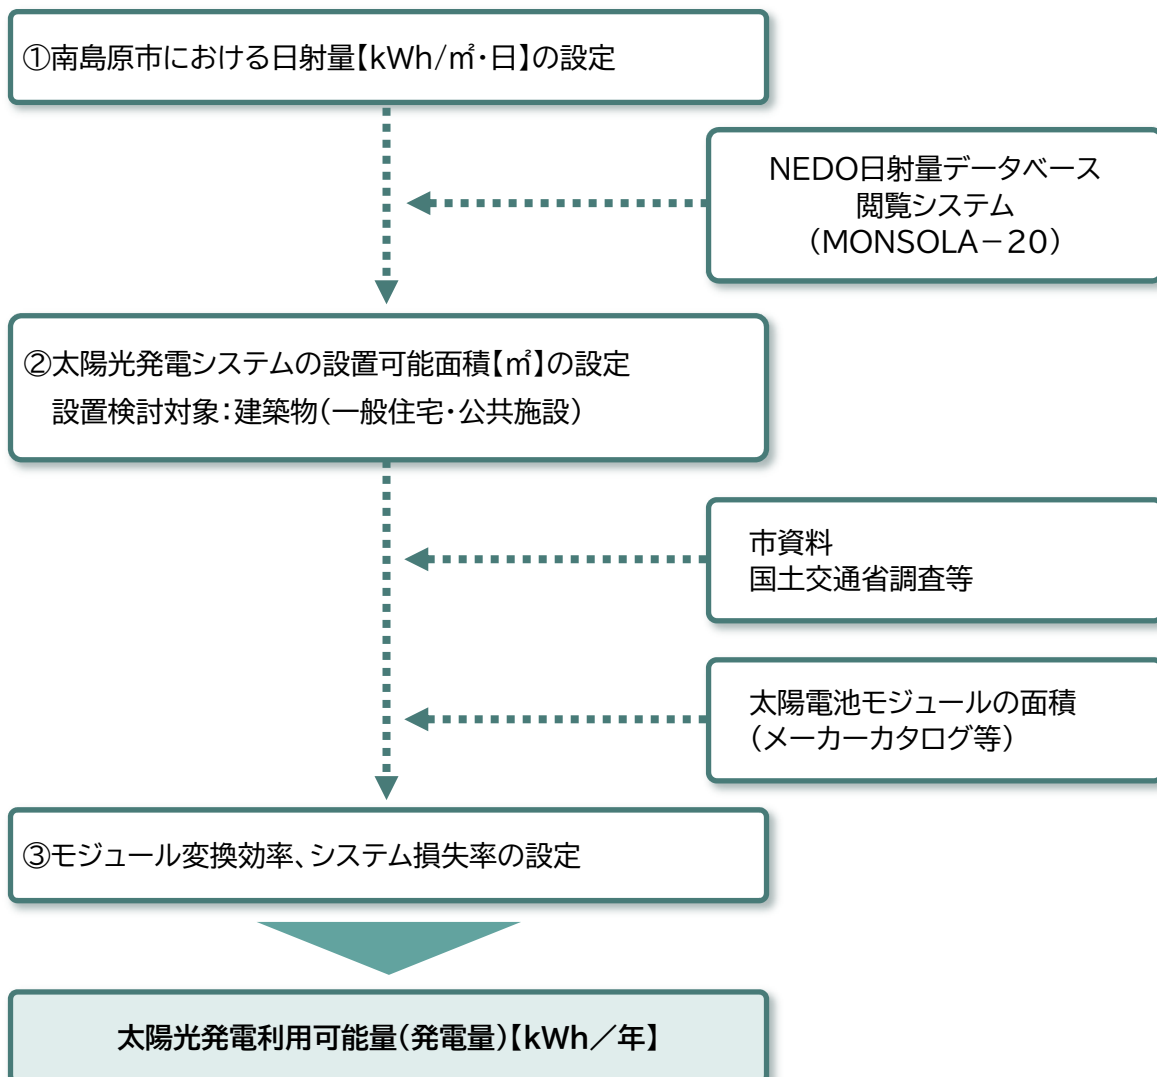 ①南島原市における日射量【kWh/㎡・日】の設定
NEDO日射量データベース
閲覧システム
（MONSOLA－20）
②太陽光発電システムの設置可能面積【㎡】の設定
設置検討対象：建築物（一般住宅・公共施設）
市資料
国土交通省調査等
太陽電池モジュールの面積
（メーカーカタログ等）
③モジュール変換効率、システム損失率の設定
太陽光発電利用可能量（発電量）【kWh／年】